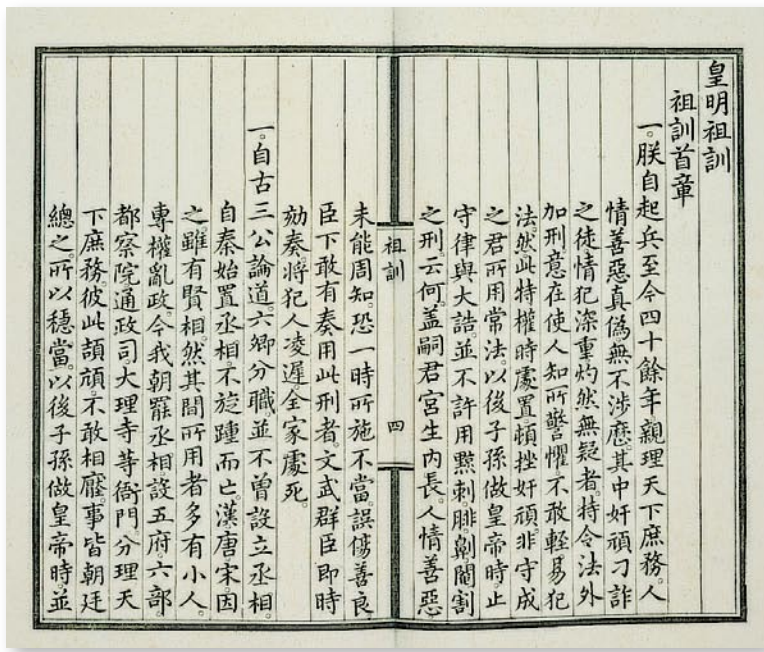 皇明祖訓
祖訓首章
一。朕自起兵至今四十餘年親理天下庶務。人
情善惡真偽。無不涉歷。其中奸頑刁詐
之徒情犯深重灼然無疑者。特令法外
加刑意在使人知所警懼。不敢輕易犯
法。然此特權時處置頓挫奸頑。非守成
之君所用常法。以後子孫做皇帝時。止
守律與大誥。並不許用黥刺。腓劓閹割
之刑。云何。蓋嗣君宮生內長。人情善惡
祖訓
四
未能周知。恐一時所施不當。誤傷善良。
臣下敢有奏用此刑者。文武群臣即時
劾奏。將犯人凌遲。全家處死。
一。自古三公論道。六卿分職。並不曾設立丞相。
自秦始置丞相。不旋踵而亡。漢唐宋。因
之。雖有賢相。然其間所用者多有小人。
專權亂政。今我朝罷丞相。設五府。六部。
都察院通政司。大理寺等衙門分理天
下庶務。彼此頡頏。不敢相壓。事皆朝廷
總之。所以穩當。以後子孫做皇帝時。並